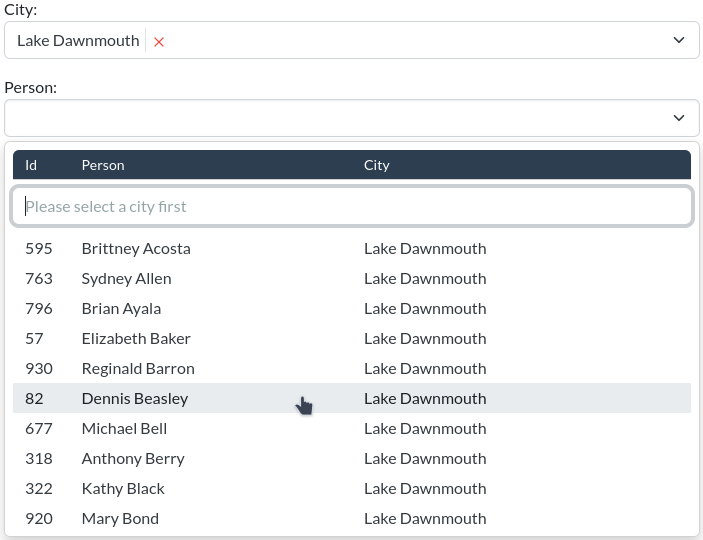 City:
Lake Dawnmouth ×
Person:
Id Person City
Please select a city first
595 Brittney Acosta Lake Dawnmouth
763 Sydney Allen Lake Dawnmouth
796 Brian Ayala Lake Dawnmouth
57 Elizabeth Baker Lake Dawnmouth
930 Reginald Barron Lake Dawnmouth
82 Dennis Beasley Lake Dawnmouth
677 Michael Bell Lake Dawnmouth
318 Anthony Berry Lake Dawnmouth
322 Kathy Black Lake Dawnmouth
920 Mary Bond Lake Dawnmouth